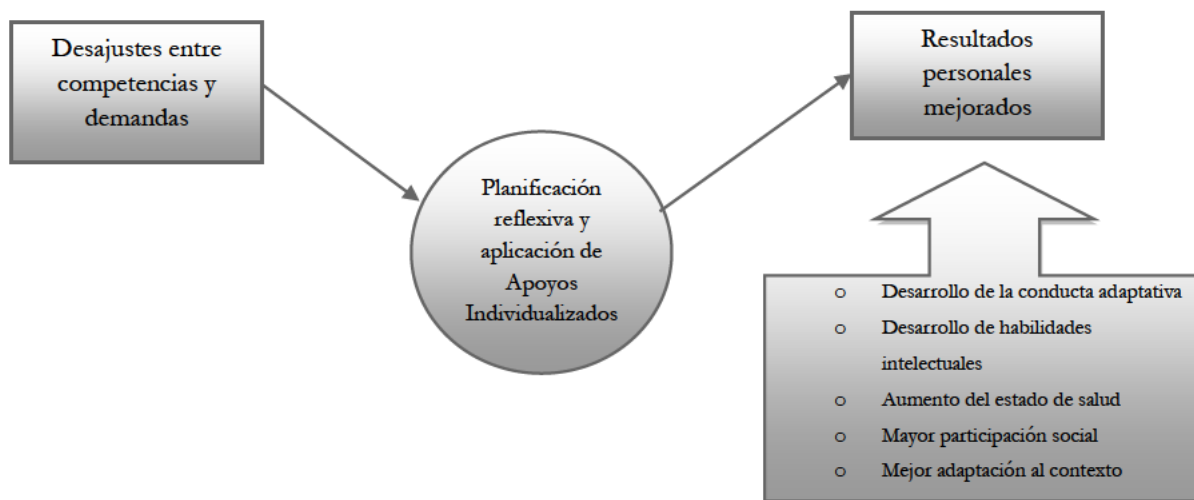 Desajustes entre
competencias y
demandas
Planificación
reflexiva y
aplicación de
Apoyos
Individualizados
Resultados
personales
mejorados
o Desarrollo de la conducta adaptativa
o Desarrollo de habilidades
intelectuales
o Aumento del estado de salud
o Mayor participación social
o Mejor adaptación al contexto